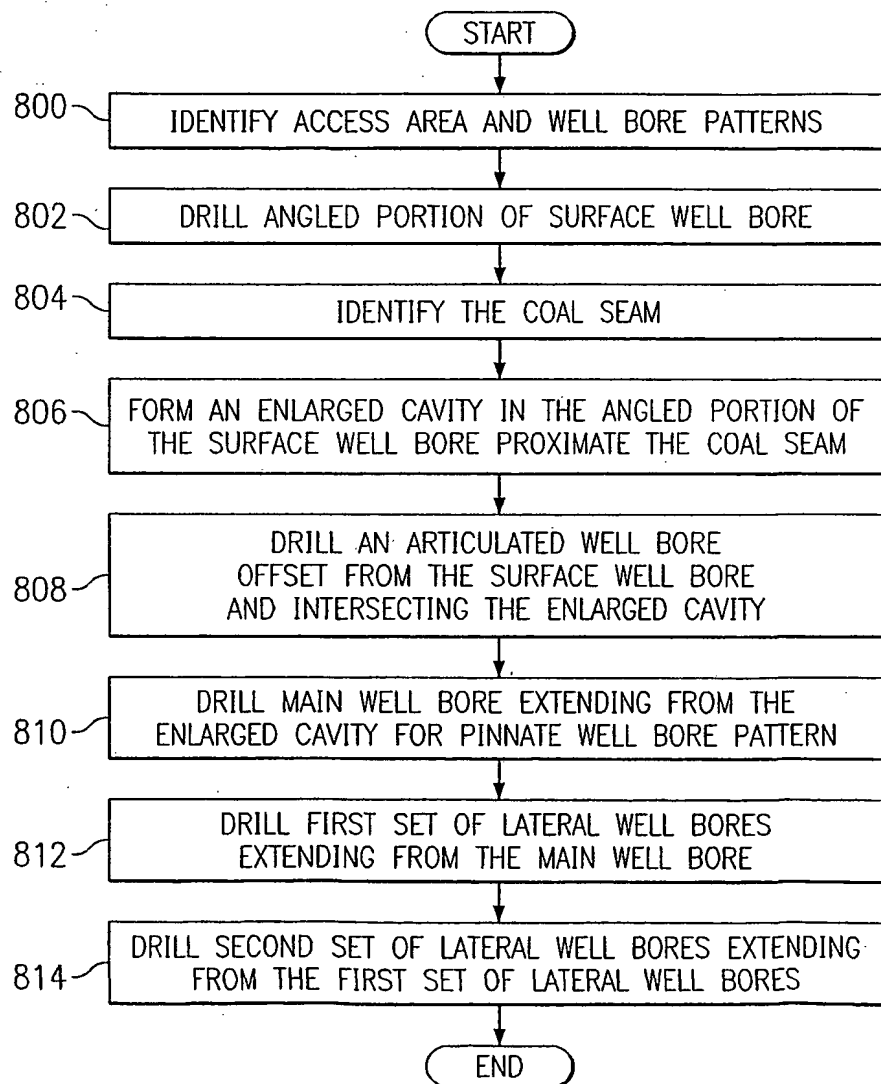 START
800
IDENTIFY ACCESS AREA AND WELL BORE PATTERNS
802
DRILL ANGLED PORTION OF SURFACE WELL BORE
804
IDENTIFY THE COAL SEAM
806
FORM AN ENLARGED CAVITY IN THE ANGLED PORTION OF
THE SURFACE WELL BORE PROXIMATE THE COAL SEAM
808
DRILL AN ARTICULATED WELL BORE
OFFSET FROM THE SURFACE WELL BORE
AND INTERSECTING THE ENLARGED CAVITY
810
DRILL MAIN WELL BORE EXTENDING FROM THE
ENLARGED CAVITY FOR PINNATE WELL BORE PATTERN
812
DRILL FIRST SET OF LATERAL WELL BORES
EXTENDING FROM THE MAIN WELL BORE
814
DRILL SECOND SET OF LATERAL WELL BORES EXTENDING
FROM THE FIRST SET OF LATERAL WELL BORES
END